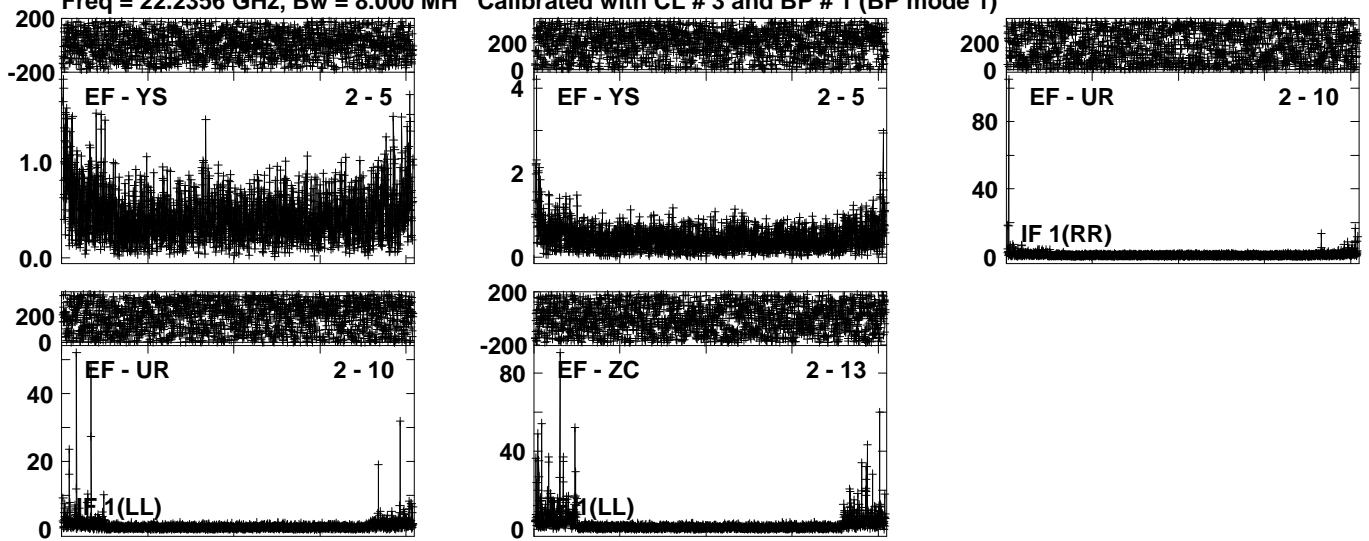 Freq = 22.2356 GHz, Bw = 8.000 MH Calibrated with CL # 3 and BP # 1 (BP mode 1)
200
-200
EF - YS 2 - 5
1.0
0.0
200
0
4
EF - YS 2 - 5
2
0
200
0
EF - UR 2 - 10
80
40
IF 1(RR)
0
200
0
EF - UR 2 - 10
40
20
IF 1(LL)
0
200
-200
EF - ZC 2 - 13
80
40
1(LL)
0